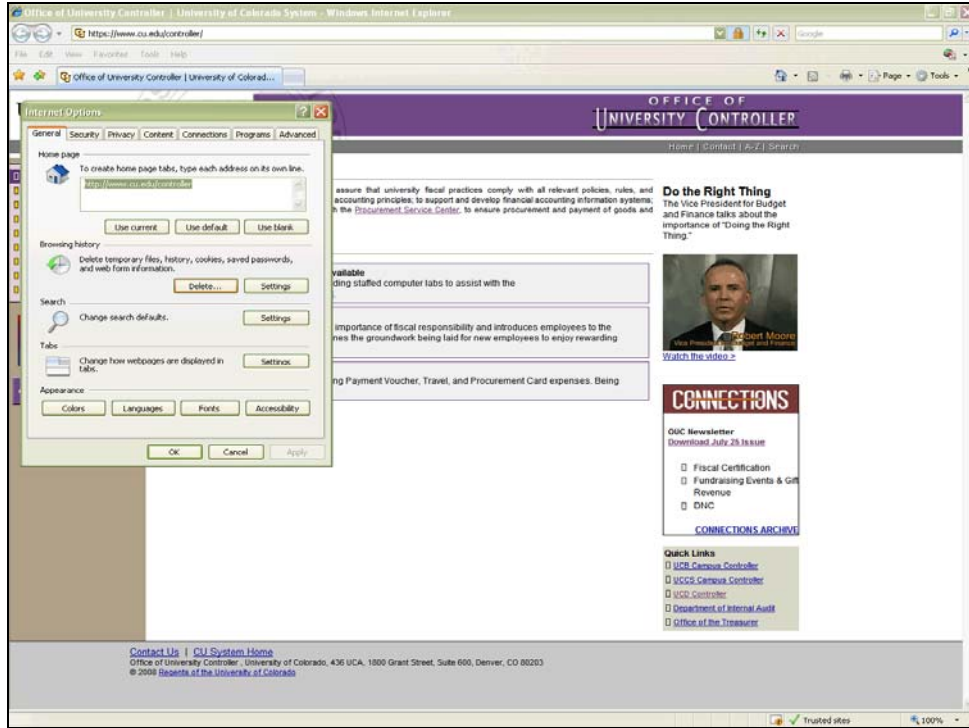 Office of University Controller | University of Colorado System - Windows Internet Explorer
https://www.cu.edu/controller/
Google
File Edit View Favorites Tools Help
Office of University Controller | University of Colorad...
Page Tools
Internet Options
General Security Privacy Content Connections Programs Advanced
Home page
To create home page tabs, type each address on its own line.
http://www.cu.edu/controller
Use current Use default Use blank
Browsing history
Delete temporary files, history, cookies, saved passwords,
and web form information.
Delete... Settings
Search
Change search defaults.
Settings
Tabs
Change how webpages are displayed in
tabs.
Settings
Appearance
Colors Languages Fonts Accessibility
OK Cancel Apply
OFFICE OF
UNIVERSITY CONTROLLER
Home | Contact | A-Z | Search
assure that university fiscal practices comply with all relevant policies, rules, and
accounting principles; to support and develop financial accounting information systems;
h the Procurement Service Center, to ensure procurement and payment of goods and
vailable
ding staffed computer labs to assist with the
importance of fiscal responsibility and introduces employees to the
nes the groundwork being laid for new employees to enjoy rewarding
ng Payment Voucher, Travel, and Procurement Card expenses. Being
Do the Right Thing
The Vice President for Budget
and Finance talks about the
importance of "Doing the Right
Thing."
Robert Moore
Vice President for Budget and Finance
Watch the video >
CONNECTIONS
OUC Newsletter
Download July 25 Issue
Fiscal Certification
Fundraising Events & Gift
Revenue
DNC
CONNECTIONS ARCHIVE
Quick Links
UCB Campus Controller
UCCS Campus Controller
UCD Controller
Department of Internal Audit
Office of the Treasurer
Contact Us | CU System Home
Office of University Controller , University of Colorado, 436 UCA, 1800 Grant Street, Suite 600, Denver, CO 80203
© 2008 Regents of the University of Colorado
Trusted sites
100%